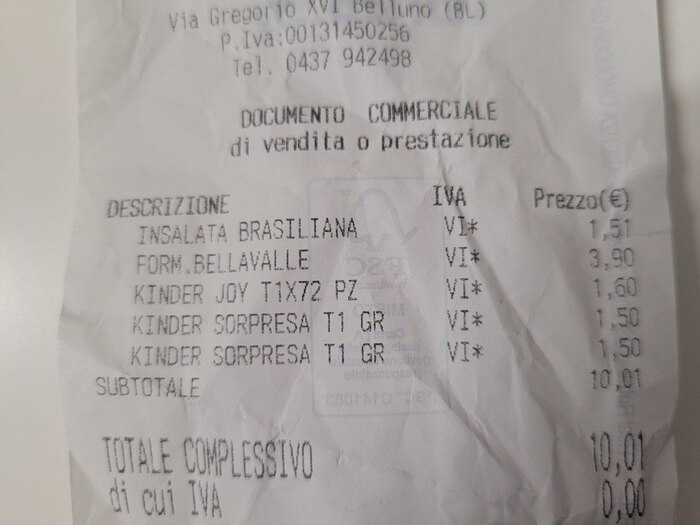 Via Gregorio XVI Belluno (BL)
P.Iva:00131450256
Tel. 0437 942498
DOCUMENTO COMMERCIALE
di vendita o prestazione
DESCRIZIONE IVA Prezzo(€)
INSALATA BRASILIANA VI* 1,51
FORM.BELLAVALLE VI* 3,90
KINDER JOY T1X72 PZ VI* 1,60
KINDER SORPRESA T1 GR VI* 1,50
KINDER SORPRESA T1 GR VI* 1,50
SUBTOTALE 10,01
TOTALE COMPLESSIVO 10,01
di cui IVA 0,00
FSC